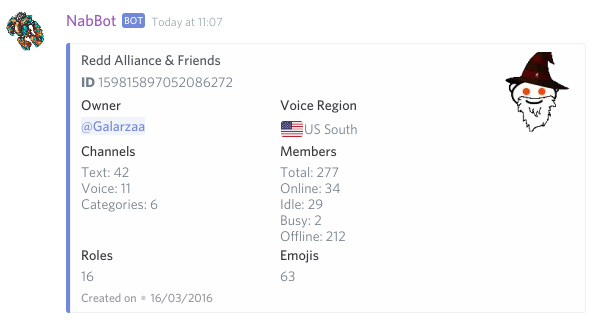 NabBot BOT Today at 11:07
Redd Alliance & Friends
ID 159815897052086272
Owner
@Galarzaa
Voice Region
US South
Channels
Text: 42
Voice: 11
Categories: 6
Members
Total: 277
Online: 34
Idle: 29
Busy: 2
Offline: 212
Roles
16
Emojis
63
Created on • 16/03/2016